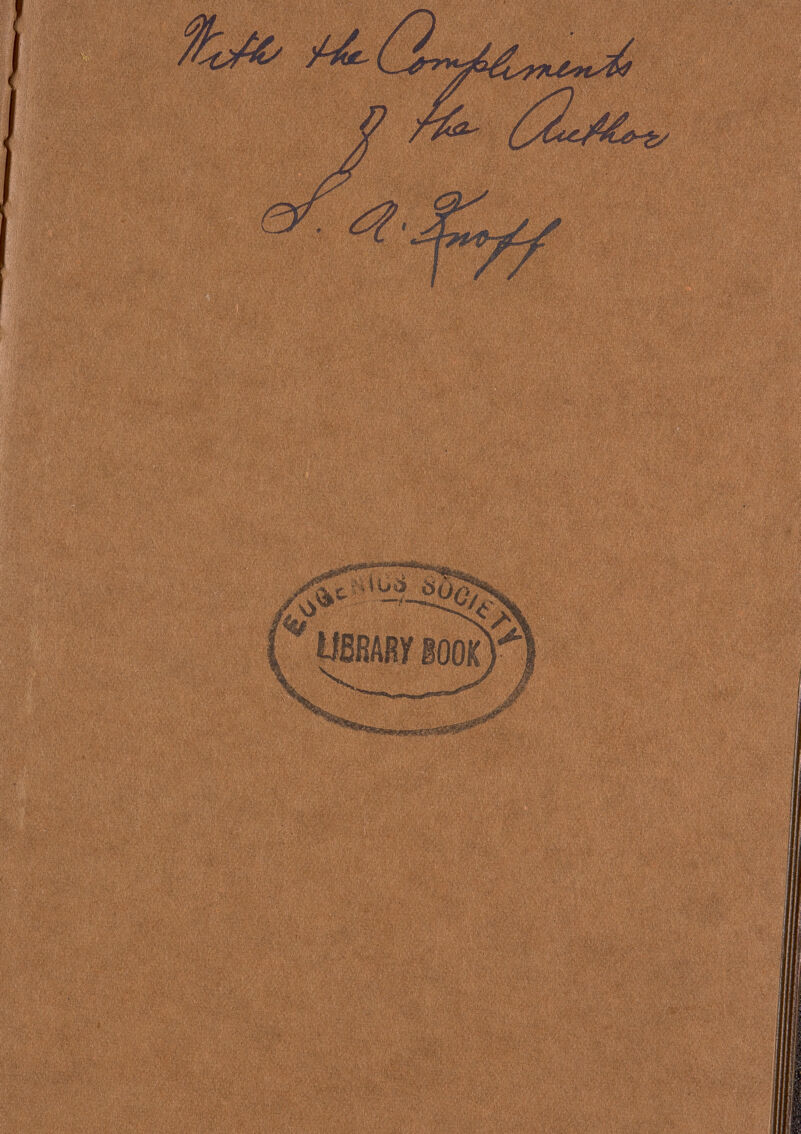 With the Compliments
of the Author
S. A. Knopf
EUGENICS SOCIETY
LIBRARY BOOK